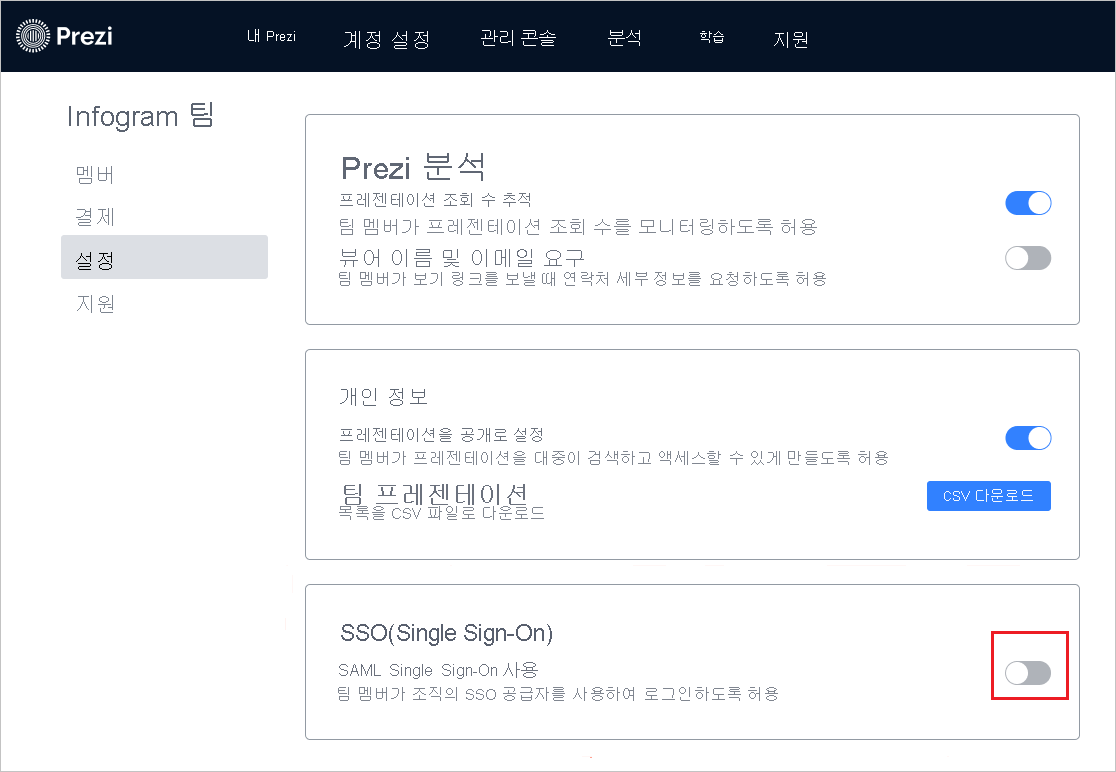 Prezi
내 Prezi 계정 설정 관리 콘솔 분석 학습 지원
Infogram 팀
멤버
결제
설정
지원
Prezi 분석
프레젠테이션 조회 수 추적
팀 멤버가 프레젠테이션 조회 수를 모니터링하도록 허용
뷰어 이름 및 이메일 요구
팀 멤버가 보기 링크를 보낼 때 연락처 세부 정보를 요청하도록 허용
개인 정보
프레젠테이션을 공개로 설정
팀 멤버가 프레젠테이션을 대중이 검색하고 액세스할 수 있게 만들도록 허용
팀 프레젠테이션
목록을 CSV 파일로 다운로드
CSV 다운로드
SSO(Single Sign-On)
SAML Single Sign-On 사용
팀 멤버가 조직의 SSO 공급자를 사용하여 로그인하도록 허용